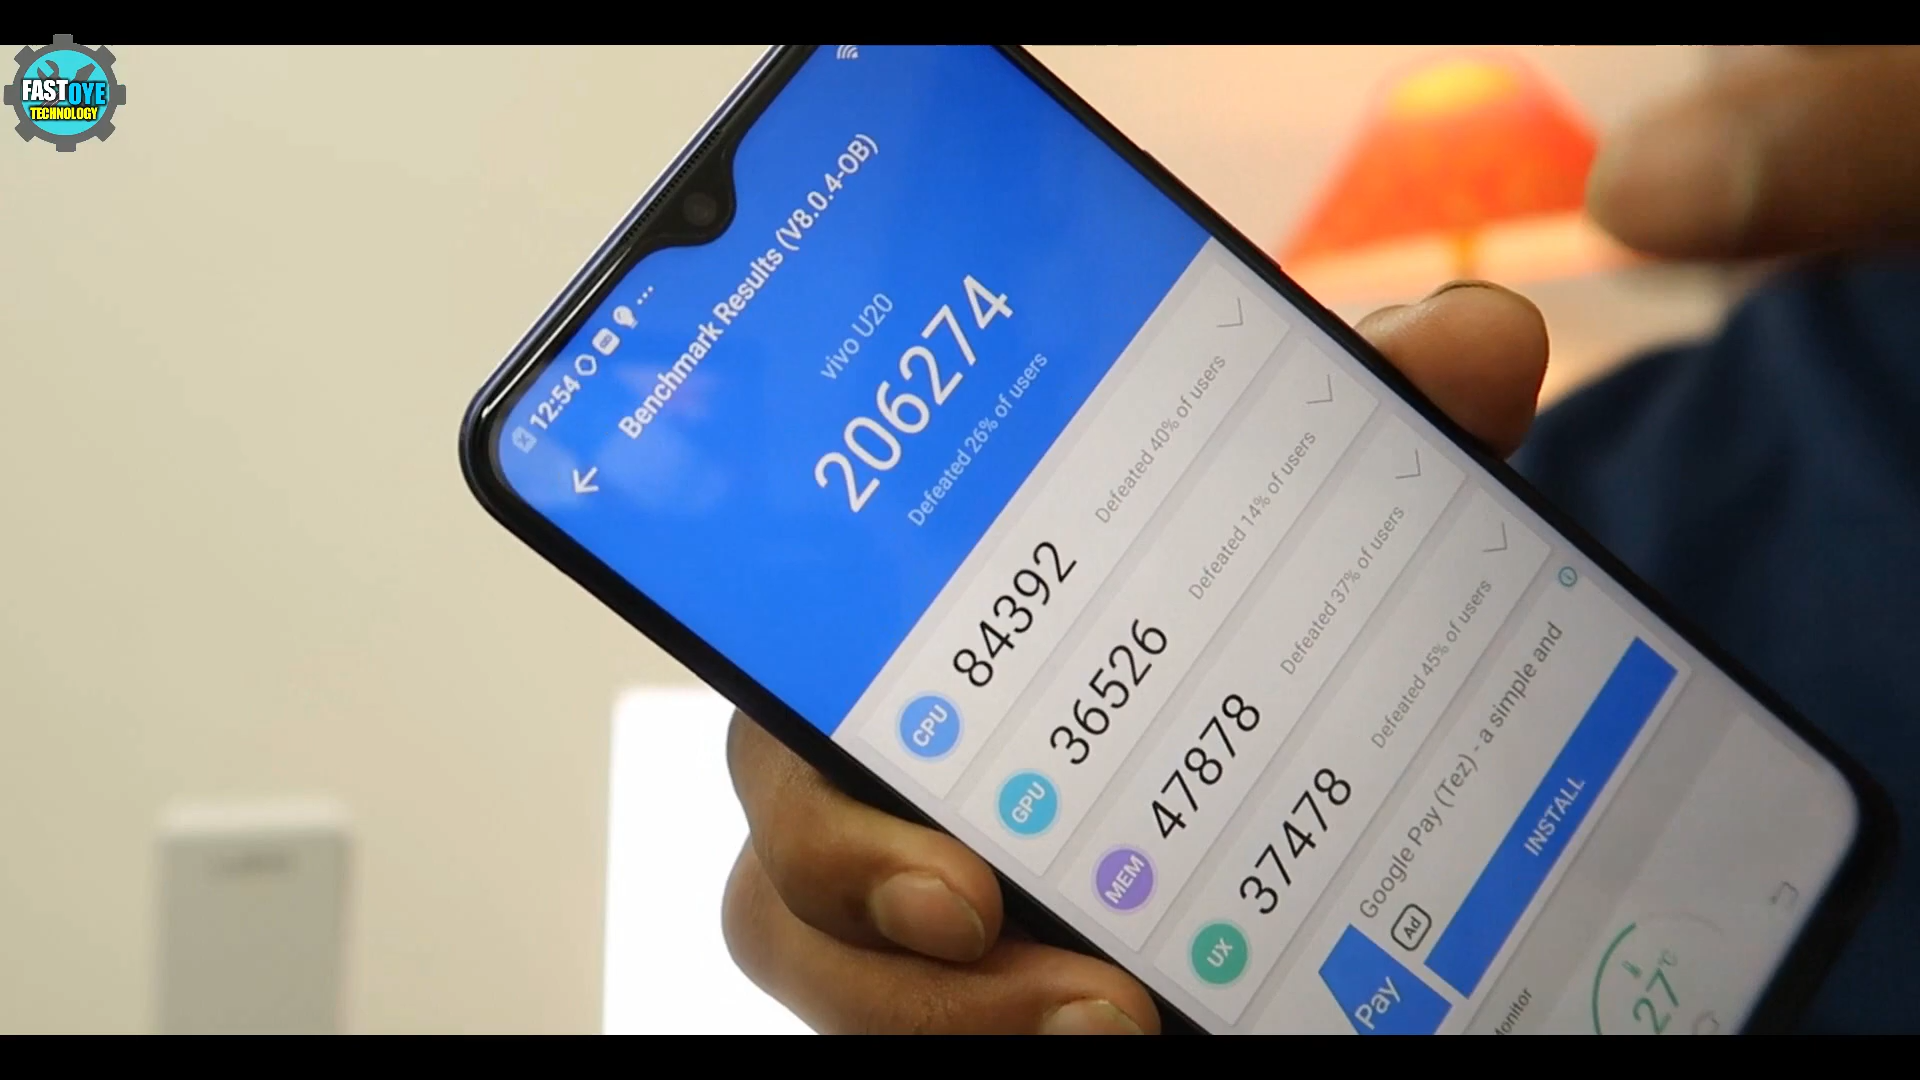 FAST OYE
TECHNOLOGY
12:54
Benchmark Results (V8.0.4-OB)
vivo U20
206274
Defeated 26% of users
CPU 84392 Defeated 40% of users
GPU 36526 Defeated 14% of users
MEM 47878 Defeated 37% of users
UX 37478 Defeated 45% of users
Google Pay (Tez) - a simple and
Ad
Pay
INSTALL
27°C